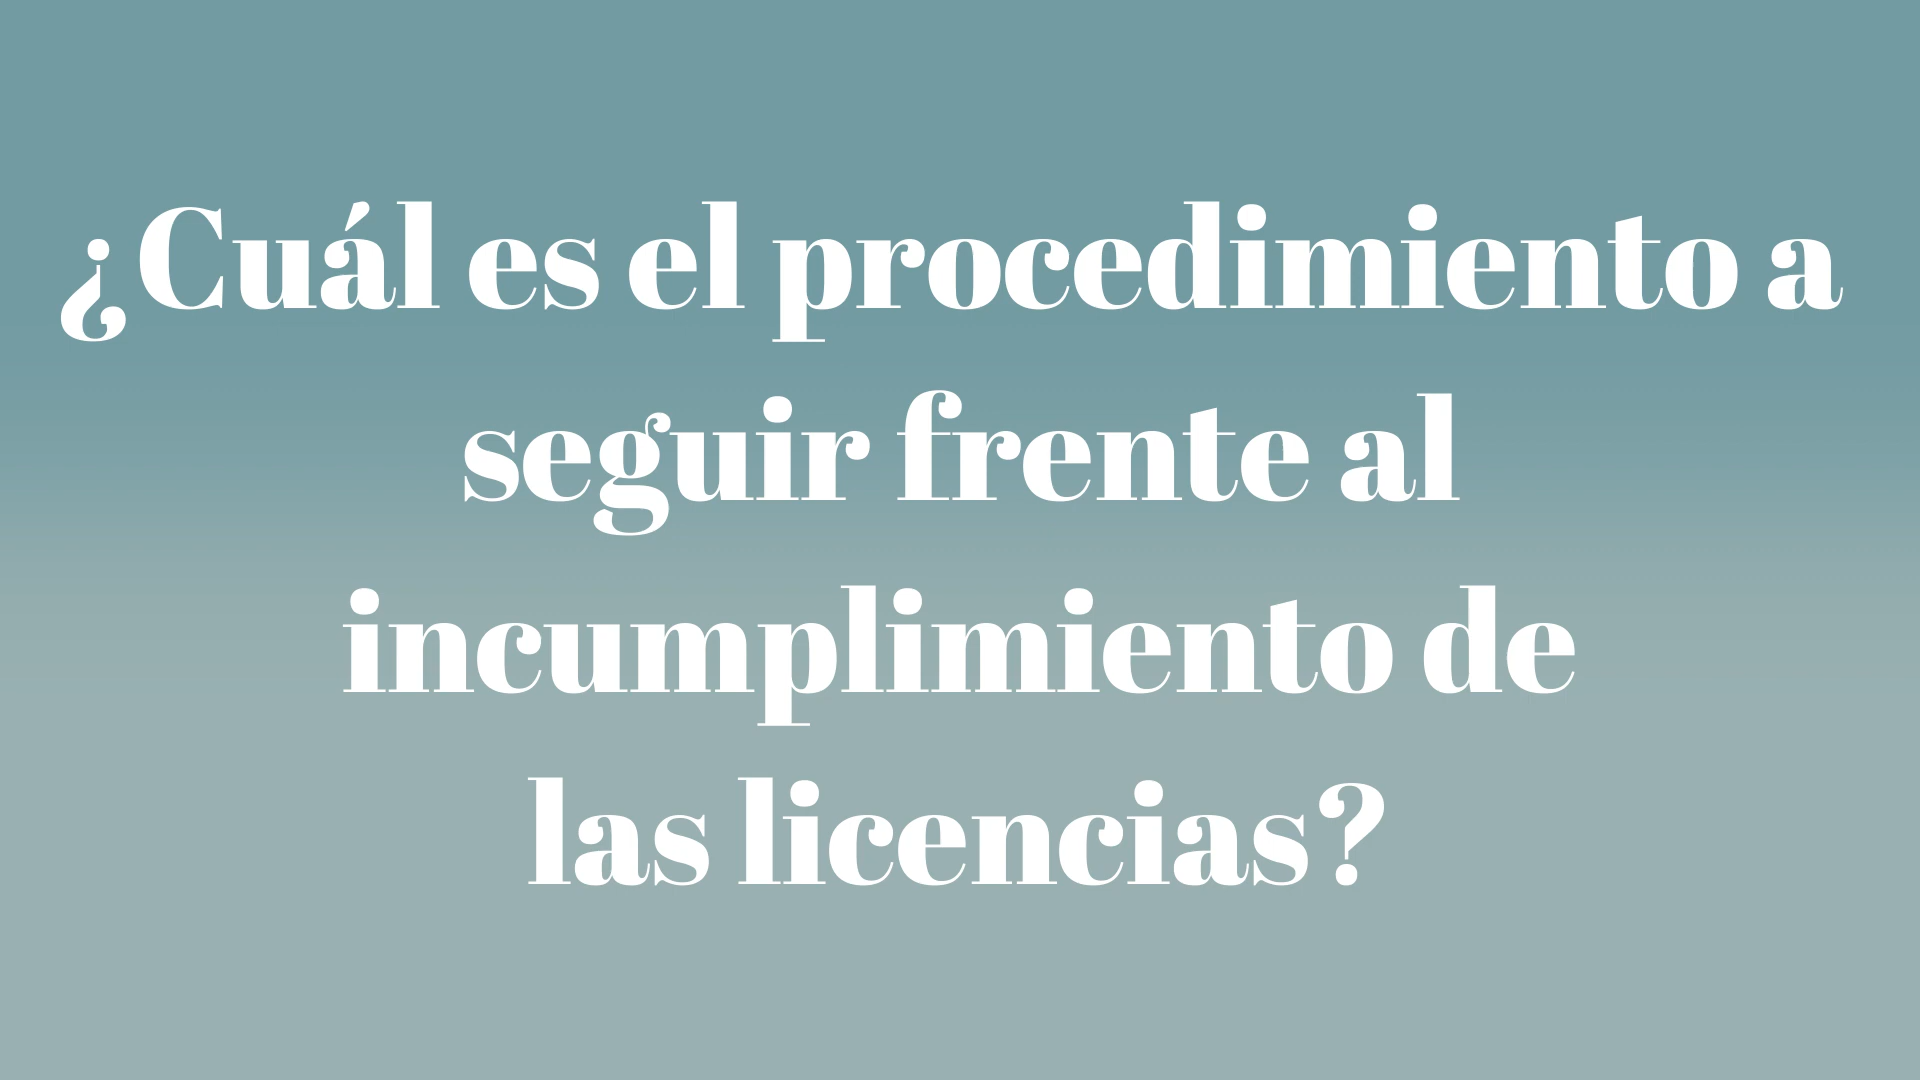 ¿Cuál es el procedimiento a
seguir frente al
incumplimiento de
las licencias?